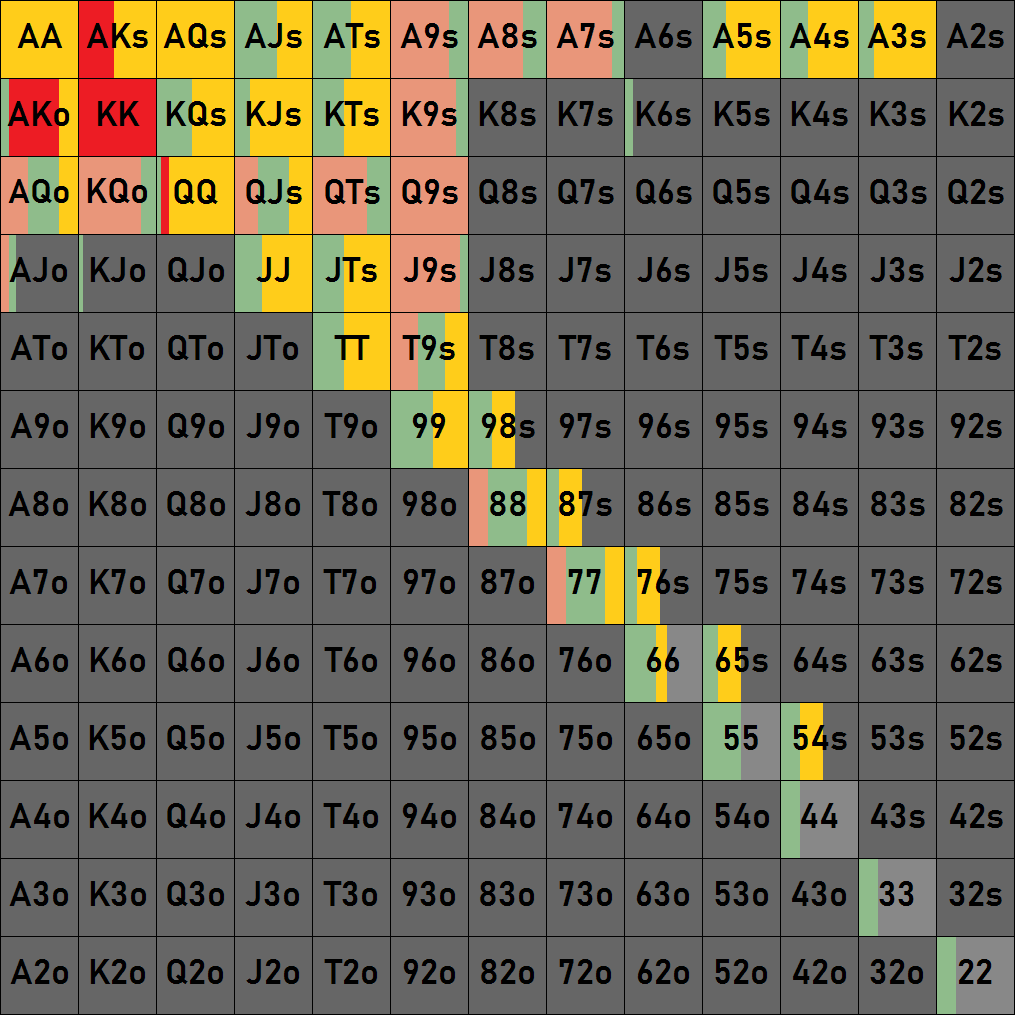 AA AKs AQs AJs ATs A9s A8s A7s A6s A5s A4s A3s A2s
AKo KK KQs KJs KTs K9s K8s K7s K6s K5s K4s K3s K2s
AQo KQo QQ QJs QTs Q9s Q8s Q7s Q6s Q5s Q4s Q3s Q2s
AJo KJo QJo JJ JTs J9s J8s J7s J6s J5s J4s J3s J2s
ATo KTo QTo JTo TT T9s T8s T7s T6s T5s T4s T3s T2s
A9o K9o Q9o J9o T9o 99 98s 97s 96s 95s 94s 93s 92s
A8o K8o Q8o J8o T8o 98o 88 87s 86s 85s 84s 83s 82s
A7o K7o Q7o J7o T7o 97o 87o 77 76s 75s 74s 73s 72s
A6o K6o Q6o J6o T6o 96o 86o 76o 66 65s 64s 63s 62s
A5o K5o Q5o J5o T5o 95o 85o 75o 65o 55 54s 53s 52s
A4o K4o Q4o J4o T4o 94o 84o 74o 64o 54o 44 43s 42s
A3o K3o Q3o J3o T3o 93o 83o 73o 63o 53o 43o 33 32s
A2o K2o Q2o J2o T2o 92o 82o 72o 62o 52o 42o 32o 22